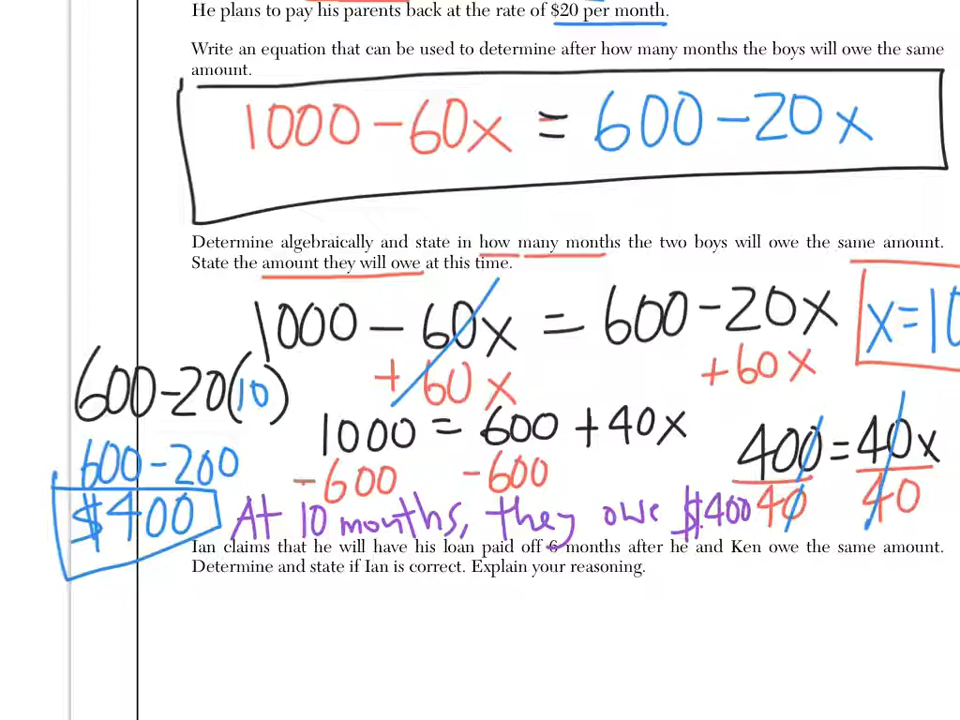 He plans to pay his parents back at the rate of $20 per month.
Write an equation that can be used to determine after how many months the boys will owe the same
amount.
1000 - 60x = 600 - 20x
Determine algebraically and state in how many months the two boys will owe the same amount.
State the amount they will owe at this time.
1000 - 60x = 600 - 20x
x = 10
+ 60x +60x
600 - 20(10)
1000 = 600 + 40x
400 = 40x
600 - 200
-600 -600
40 40
$400
At 10 months, they owe $400
Ian claims that he will have his loan paid off 6 months after he and Ken owe the same amount.
Determine and state if Ian is correct. Explain your reasoning.